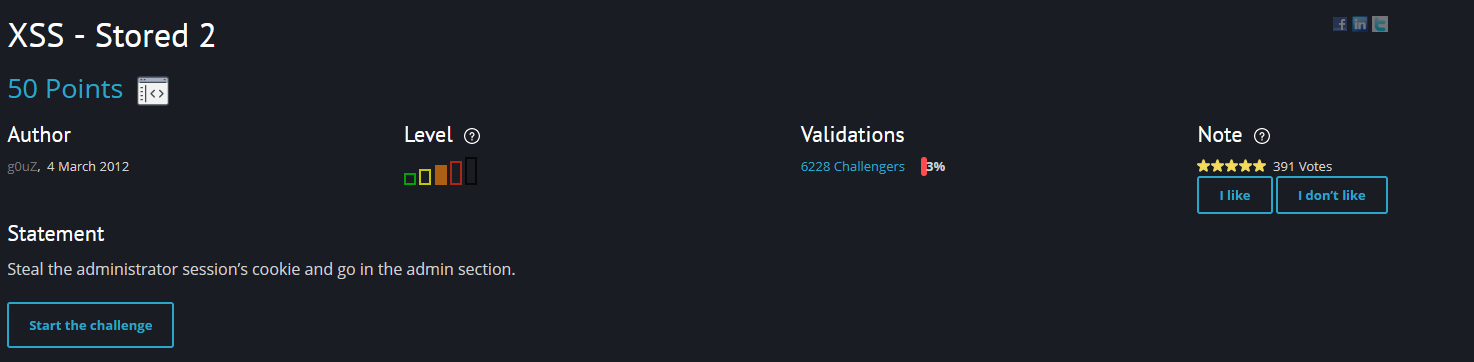 XSS - Stored 2
50 Points
Author
Level
Validations
Note
g0uZ, 4 March 2012
6228 Challengers 3%
391 Votes
I like
I don't like
Statement
Steal the administrator session's cookie and go in the admin section.
Start the challenge